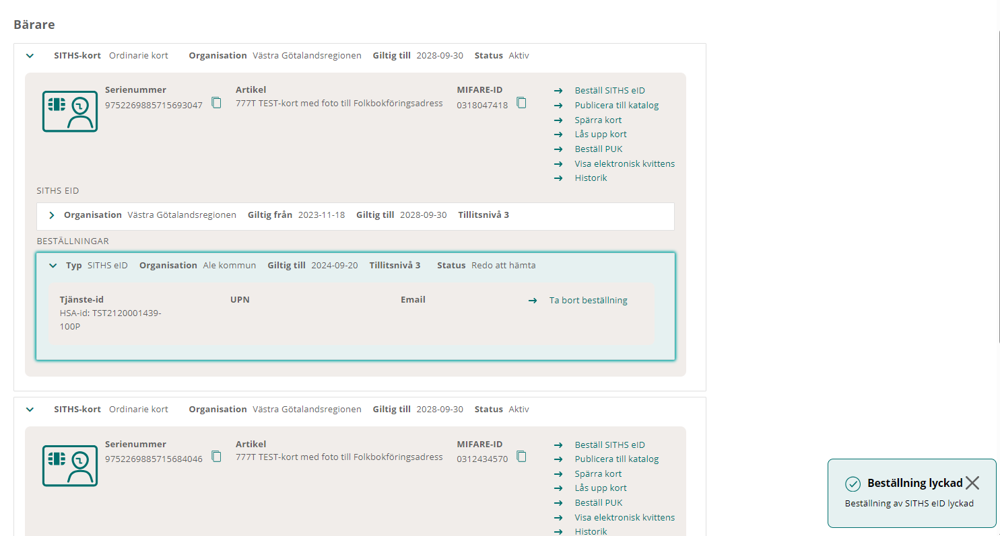 Bärare
SITHS-kort Ordinarie kort Organisation Västra Götalandsregionen Giltig till 2028-09-30 Status Aktiv
Serienummer
9752269885715693047
Artikel
777T TEST-kort med foto till Folkbokföringsadress
MIFARE-ID
0318047418
Beställ SITHS eID
Publicera till katalog
Spärra kort
Lås upp kort
Beställ PUK
Visa elektronisk kvittens
Historik
SITHS EID
Organisation Västra Götalandsregionen Giltig från 2023-11-18 Giltig till 2028-09-30 Tillitsnivå 3
BESTÄLLNINGAR
Typ SITHS eID Organisation Ale kommun Giltig till 2024-09-20 Tillitsnivå 3 Status Redo att hämta
Tjänste-id
HSA-id: TST2120001439-
100P
UPN
Email
Ta bort beställning
SITHS-kort Ordinarie kort Organisation Västra Götalandsregionen Giltig till 2028-09-30 Status Aktiv
Serienummer
9752269885715684046
Artikel
777T TEST-kort med foto till Folkbokföringsadress
MIFARE-ID
0312434570
Beställ SITHS eID
Publicera till katalog
Spärra kort
Lås upp kort
Beställ PUK
Visa elektronisk kvittens
Historik
Beställning lyckad
Beställning av SITHS eID lyckad